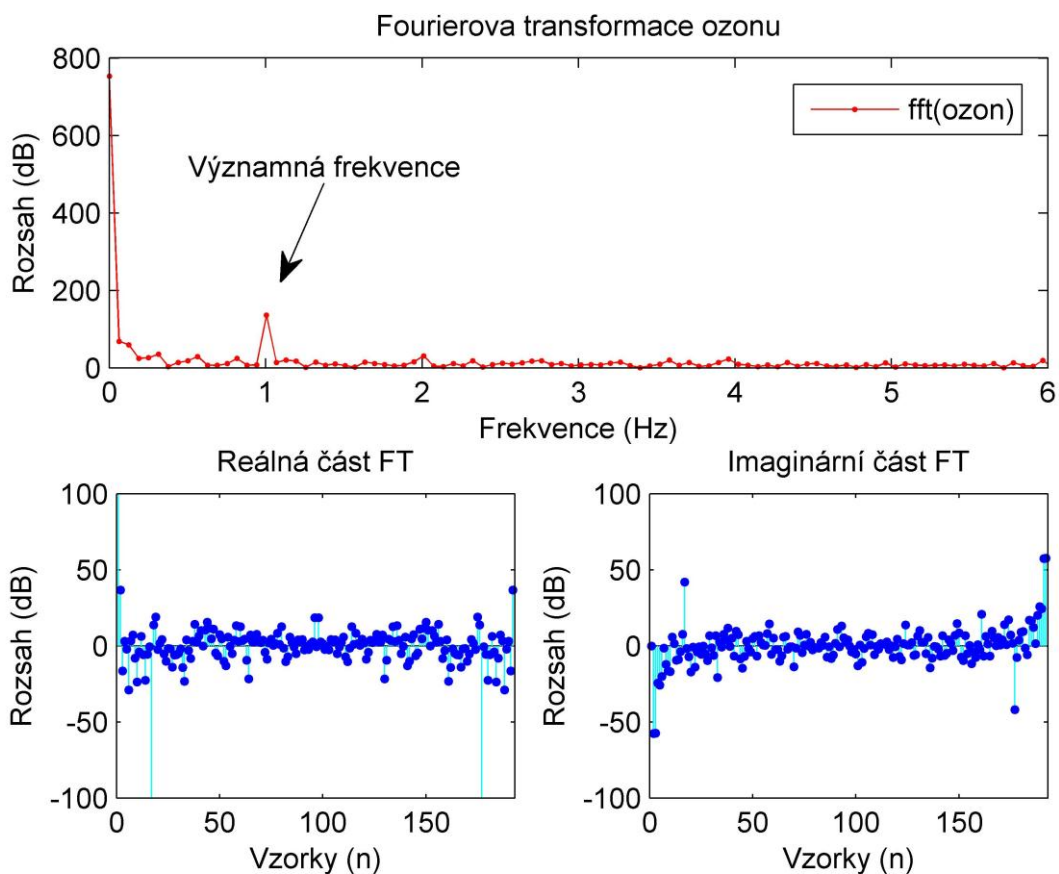 Fourierova transformace ozonu
800
600
400
200
0
Rozsah (dB)
Významná frekvence
fft(ozon)
0 1 2 3 4 5 6
Frekvence (Hz)
Reálná část FT
100
50
0
-50
-100
Rozsah (dB)
0 50 100 150
Vzorky (n)
Imaginární část FT
100
50
0
-50
-100
Rozsah (dB)
0 50 100 150
Vzorky (n)